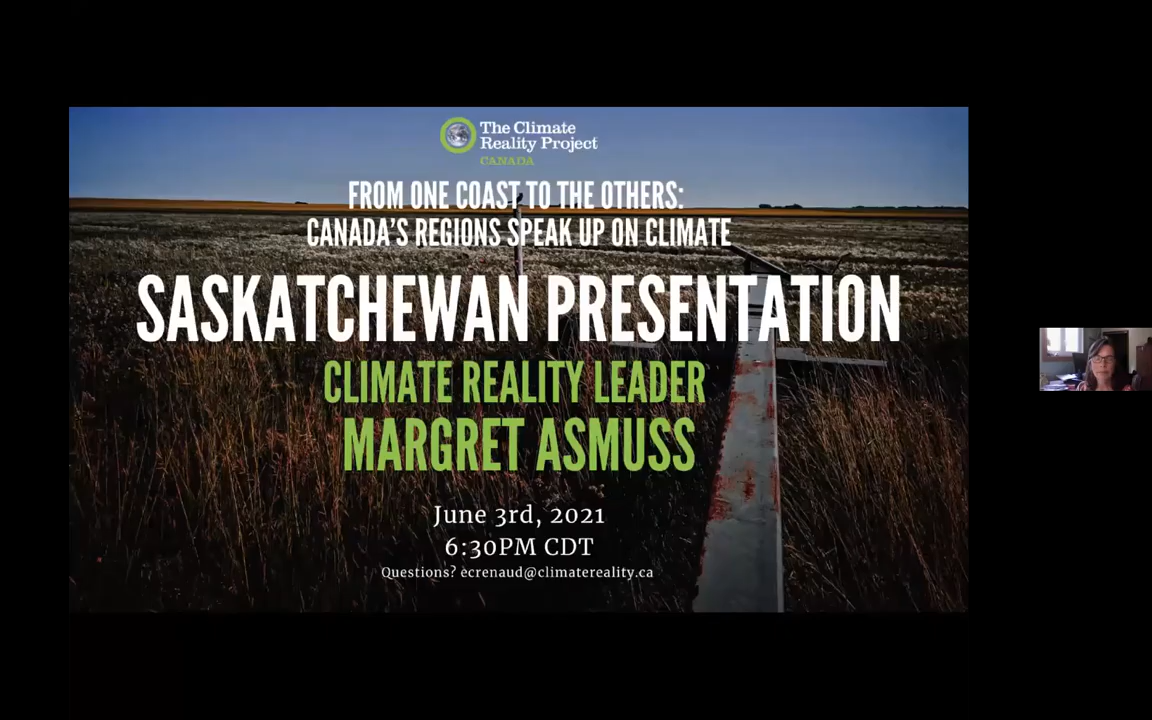 The Climate
Reality Project
CANADA
FROM ONE COAST TO THE OTHERS:
CANADA'S REGIONS SPEAK UP ON CLIMATE
SASKATCHEWAN PRESENTATION
CLIMATE REALITY LEADER
MARGRET ASMUSS
June 3rd, 2021
6:30PM CDT
Questions? ecrenaud@climatereality.ca